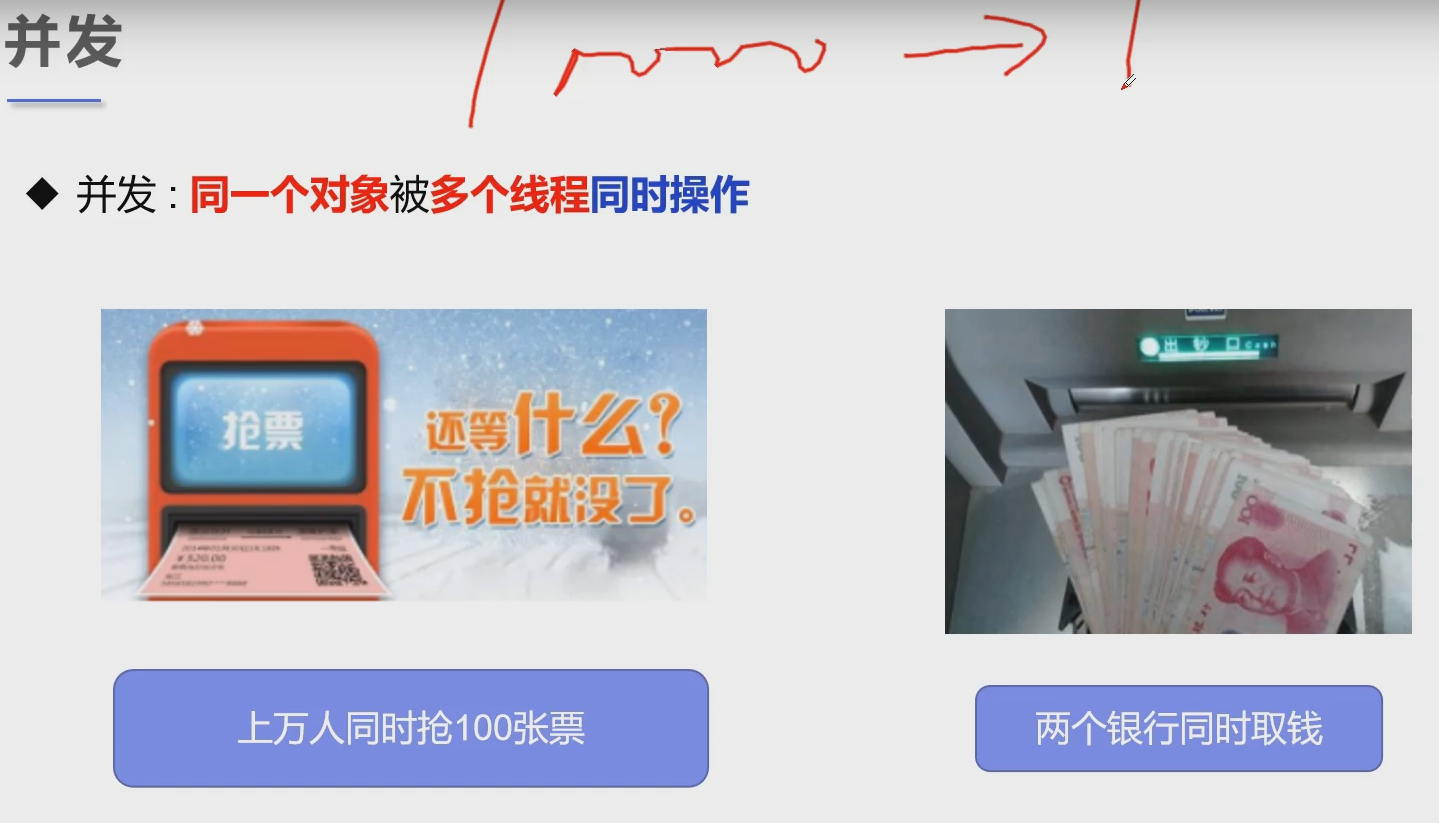 并发
并发：同一个对象被多个线程同时操作
抢票
还等什么？
不抢就没了。
￥520.00
出钞口 Cash
100
上万人同时抢100张票
两个银行同时取钱